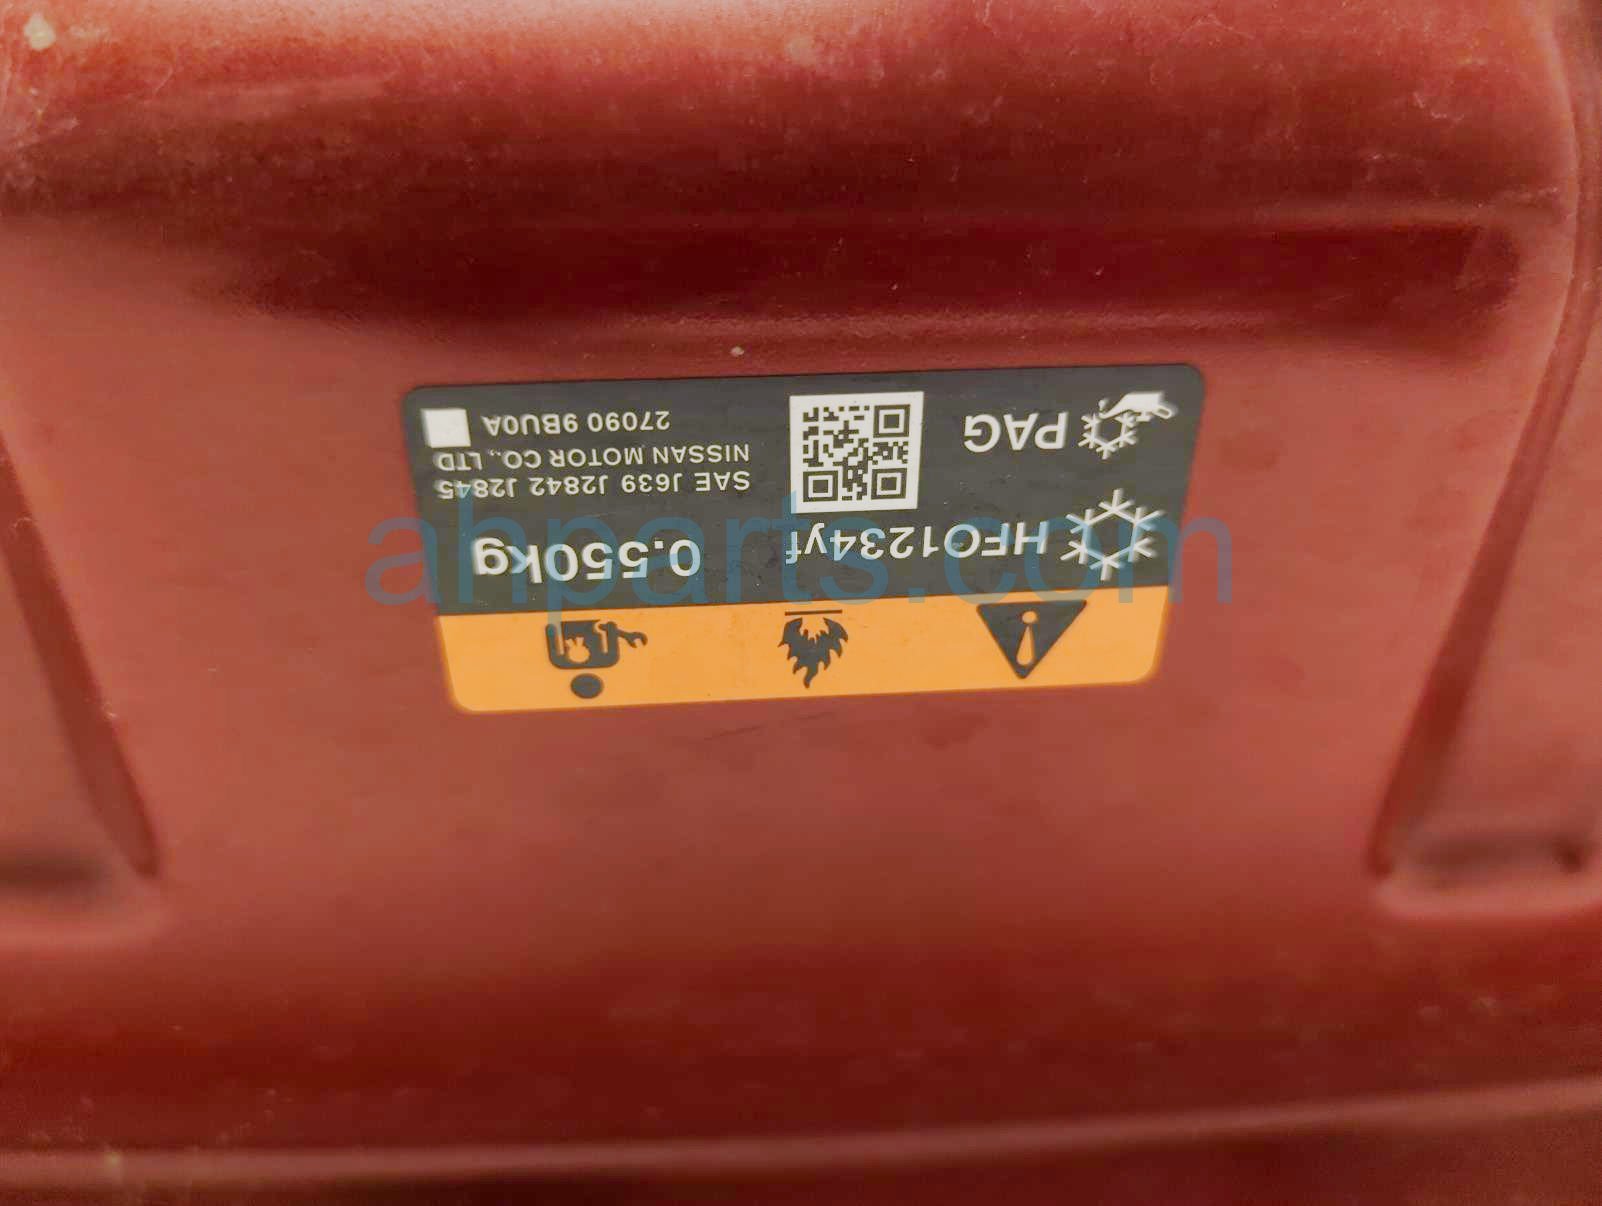 HFO1234yf
0.550kg
PAG
SAE J639 J2842 J2845
NISSAN MOTOR CO., LTD
27090 9BU0A
ahparts.com